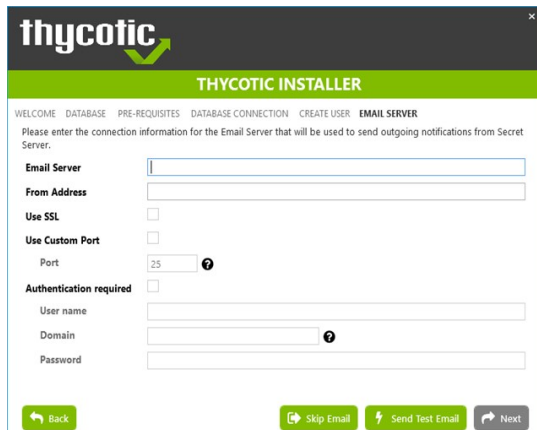 thycotic
THYCOTIC INSTALLER
WELCOME DATABASE PRE-REQUISITES DATABASE CONNECTION CREATE USER EMAIL SERVER
Please enter the connection information for the Email Server that will be used to send outgoing notifications from Secret
Server.
Email Server
From Address
Use SSL
Use Custom Port
Port 25 ?
Authentication required
User name
Domain ?
Password
Back Skip Email Send Test Email Next